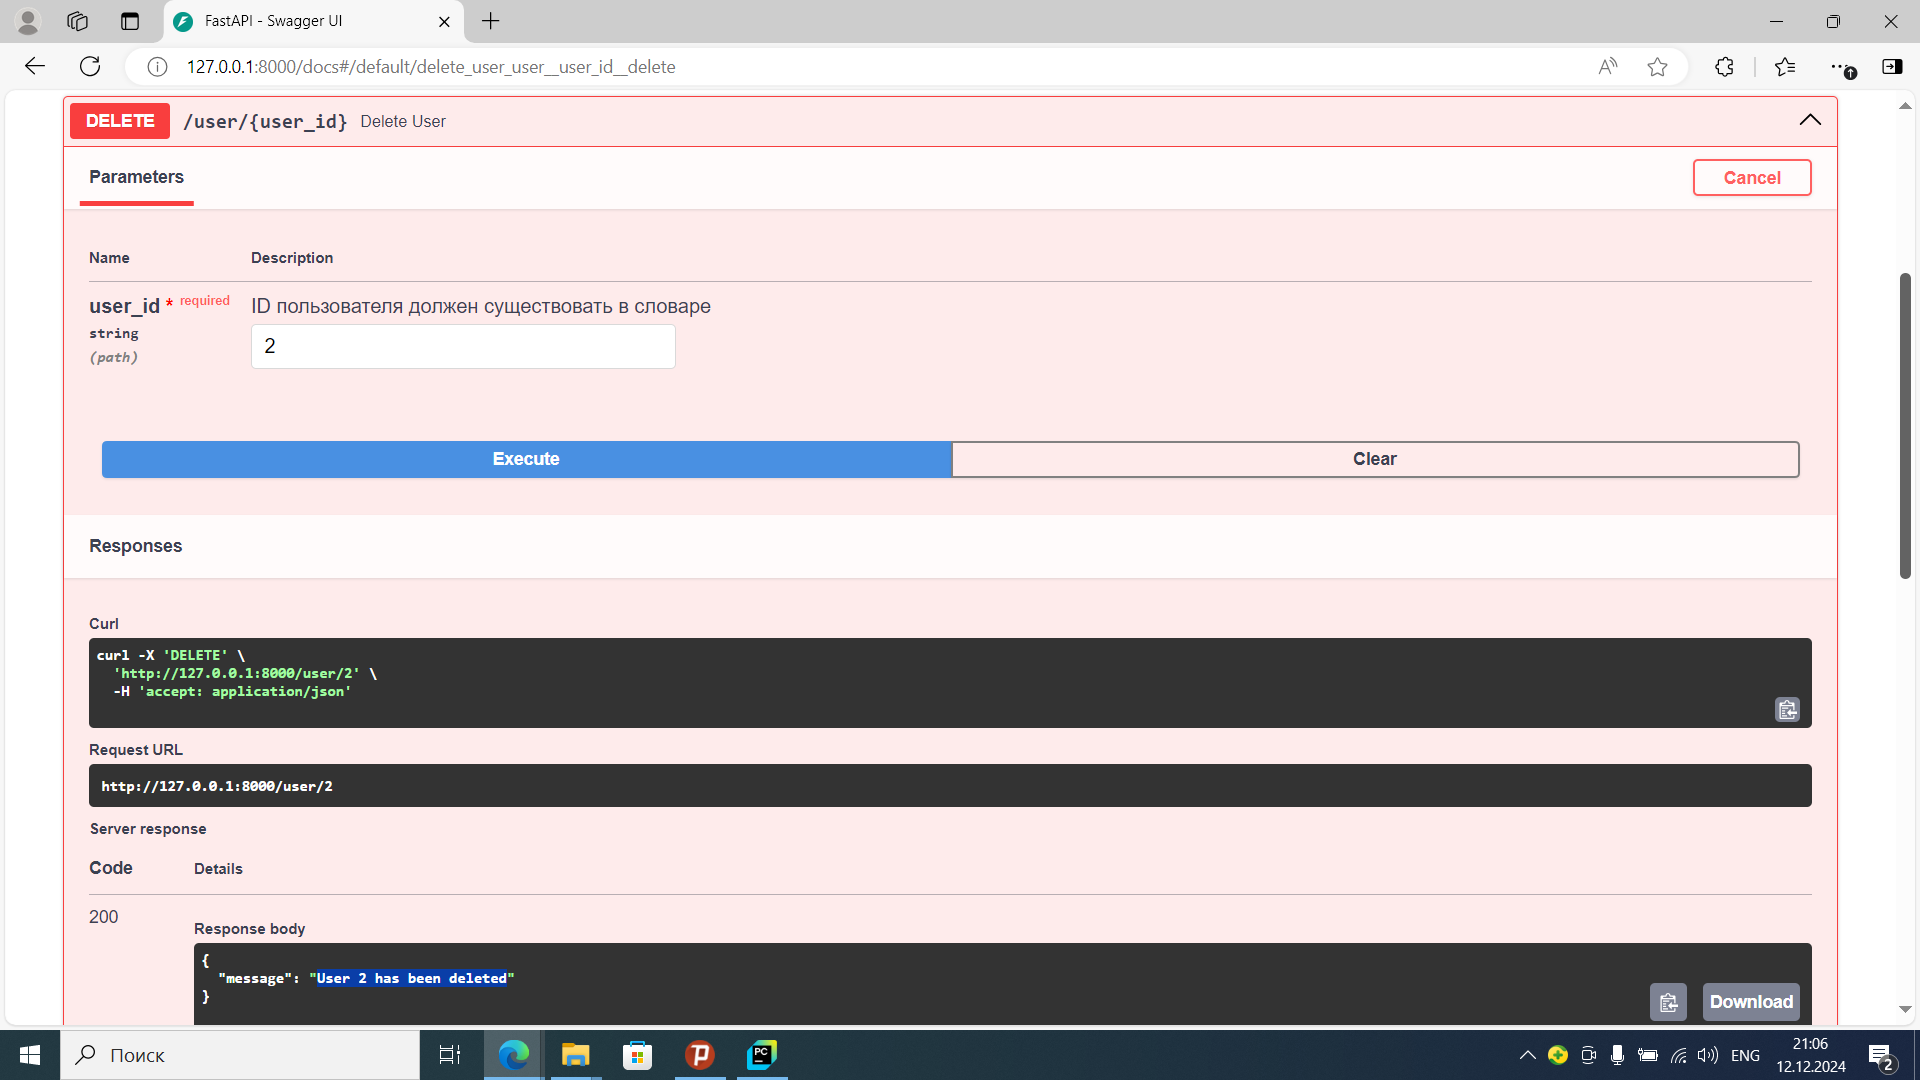 FastAPI - Swagger UI
127.0.0.1:8000/docs#/default/delete_user_user__user_id__delete
DELETE /user/{user_id} Delete User
Parameters
Cancel
Name Description
user_id * required
string
(path)
ID пользователя должен существовать в словаре
2
Execute Clear
Responses
Curl
curl -X 'DELETE' \
'http://127.0.0.1:8000/user/2' \
-H 'accept: application/json'
Request URL
http://127.0.0.1:8000/user/2
Server response
Code Details
200
Response body
{
"message": "User 2 has been deleted"
}
Download
Поиск
PC
ENG
21:06
12.12.2024
2